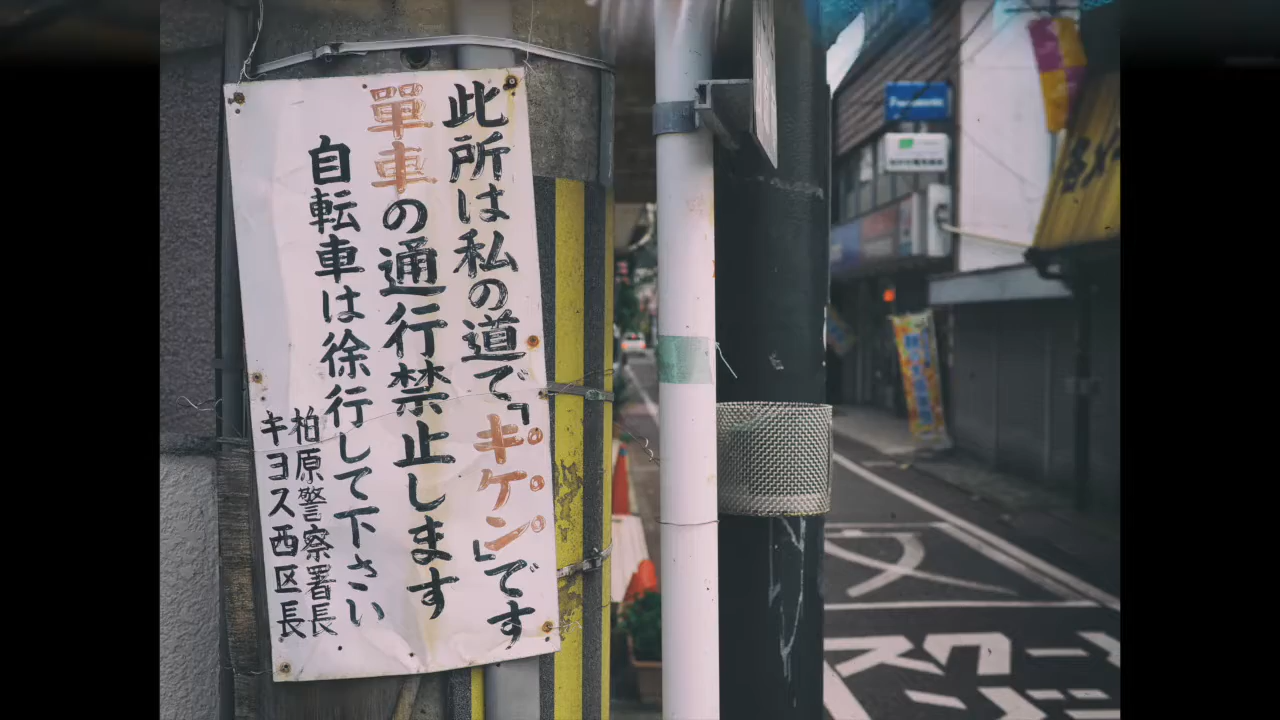 此所は私の道で「キケン」です
單車の通行禁止します
自転車は徐行して下さい
柏原警察署長
キヨス西区長
Panasonic